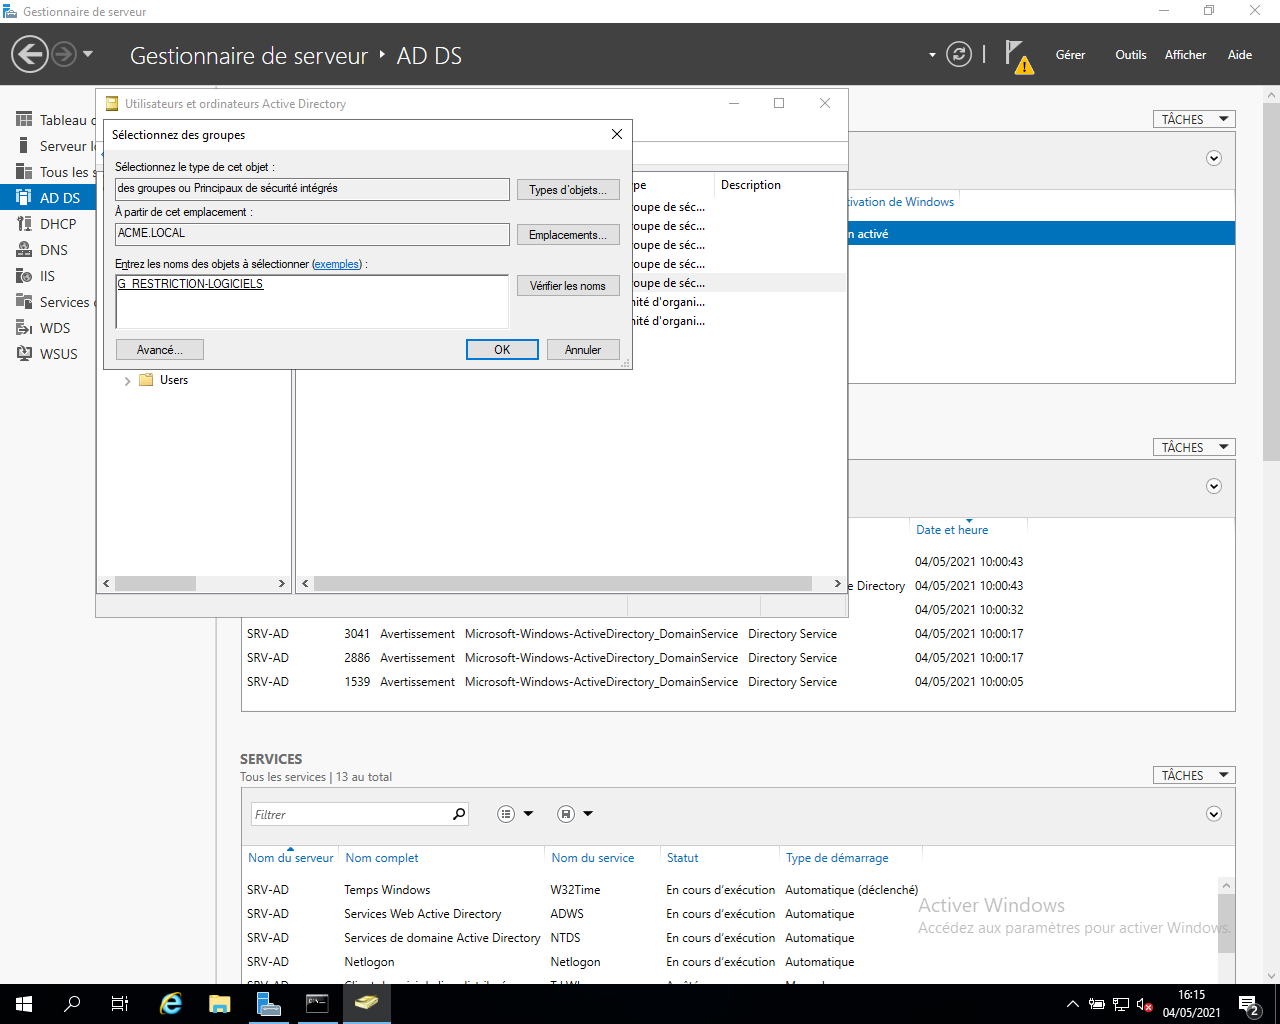 Gestionnaire de serveur
Gestionnaire de serveur ‣ AD DS
Gérer
Outils
Afficher
Aide
Utilisateurs et ordinateurs Active Directory
Sélectionnez des groupes
Sélectionnez le type de cet objet :
des groupes ou Principaux de sécurité intégrés
Types d'objets...
À partir de cet emplacement :
ACME.LOCAL
Emplacements...
Entrez les noms des objets à sélectionner (exemples) :
G_RESTRICTION-LOGICIELS
Vérifier les noms
Avancé...
OK
Annuler
Users
Description
oupe de séc...
oupe de séc...
oupe de séc...
oupe de séc...
oupe de séc...
nité d'organi...
nité d'organi...
Tableau
Serveur
Tous les s
AD DS
DHCP
DNS
IIS
Services
WDS
WSUS
TÂCHES
ivation de Windows
n activé
TÂCHES
Date et heure
04/05/2021 10:00:43
e Directory 04/05/2021 10:00:43
04/05/2021 10:00:32
SRV-AD 3041 Avertissement Microsoft-Windows-ActiveDirectory_DomainService Directory Service 04/05/2021 10:00:17
SRV-AD 2886 Avertissement Microsoft-Windows-ActiveDirectory_DomainService Directory Service 04/05/2021 10:00:17
SRV-AD 1539 Avertissement Microsoft-Windows-ActiveDirectory_DomainService Directory Service 04/05/2021 10:00:05
SERVICES
Tous les services | 13 au total
TÂCHES
Filtrer
Nom du serveur Nom complet Nom du service Statut Type de démarrage
SRV-AD Temps Windows W32Time En cours d'exécution Automatique (déclenché)
SRV-AD Services Web Active Directory ADWS En cours d'exécution Automatique
SRV-AD Services de domaine Active Directory NTDS En cours d'exécution Automatique
SRV-AD Netlogon Netlogon En cours d'exécution Automatique
Activer Windows
Accédez aux paramètres pour activer Windows.
16:15
04/05/2021
2